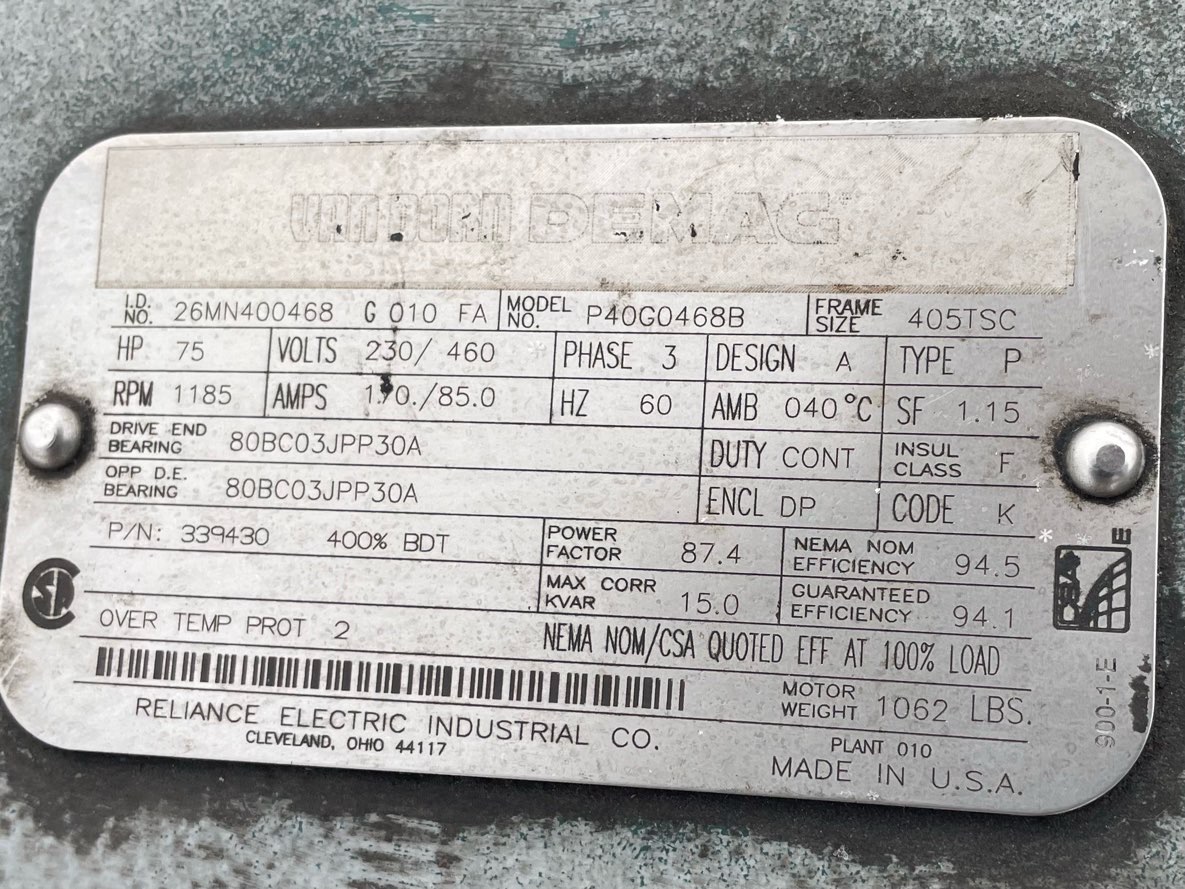 VAN DORN DEMAG
I.D. NO. 26MN400468 G 010 FA MODEL NO. P40G0468B FRAME SIZE 405TSC
HP 75 VOLTS 230/ 460 PHASE 3 DESIGN A TYPE P
RPM 1185 AMPS 170./85.0 HZ 60 AMB 040°C SF 1.15
DRIVE END BEARING 80BC03JPP30A DUTY CONT INSUL CLASS F
OPP D.E. BEARING 80BC03JPP30A ENCL DP CODE K
P/N: 339430 400% BDT POWER FACTOR 87.4 NEMA NOM EFFICIENCY 94.5
MAX CORR KVAR 15.0 GUARANTEED EFFICIENCY 94.1
OVER TEMP PROT 2 NEMA NOM/CSA QUOTED EFF AT 100% LOAD
MOTOR WEIGHT 1062 LBS.
RELIANCE ELECTRIC INDUSTRIAL CO.
CLEVELAND, OHIO 44117
PLANT 010
MADE IN U.S.A.
E
900-1-E